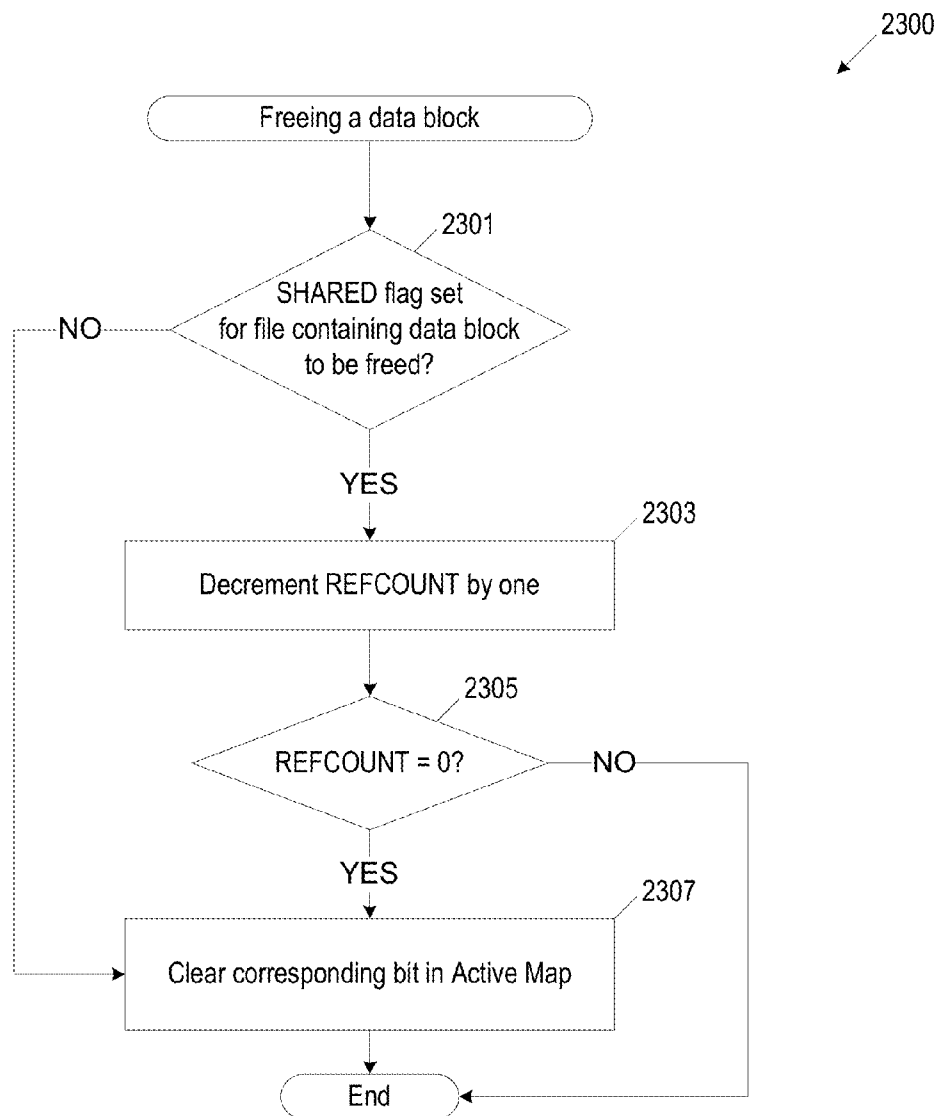 2300
Freeing a data block
2301
SHARED flag set
for file containing data block
to be freed?
NO
YES
2303
Decrement REFCOUNT by one
2305
REFCOUNT = 0?
NO
YES
2307
Clear corresponding bit in Active Map
End